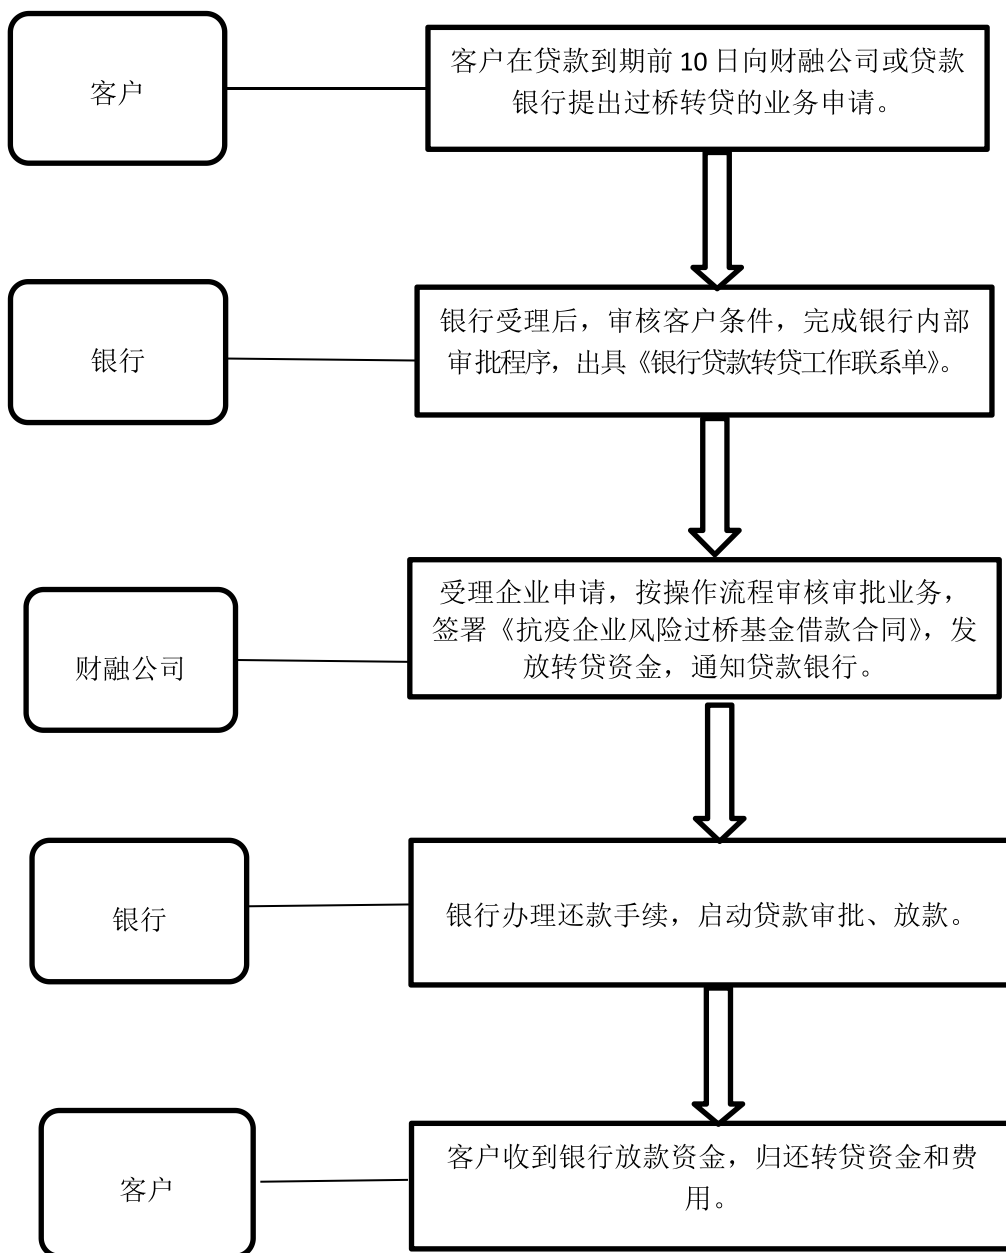 客户
客户在贷款到期前 10 日向财融公司或贷款
银行提出过桥转贷的业务申请。
银行
银行受理后，审核客户条件，完成银行内部
审批程序，出具《银行贷款转贷工作联系单》。
财融公司
受理企业申请，按操作流程审核审批业务，
签署《抗疫企业风险过桥基金借款合同》，发
放转贷资金，通知贷款银行。
银行
银行办理还款手续，启动贷款审批、放款。
客户
客户收到银行放款资金，归还转贷资金和费
用。